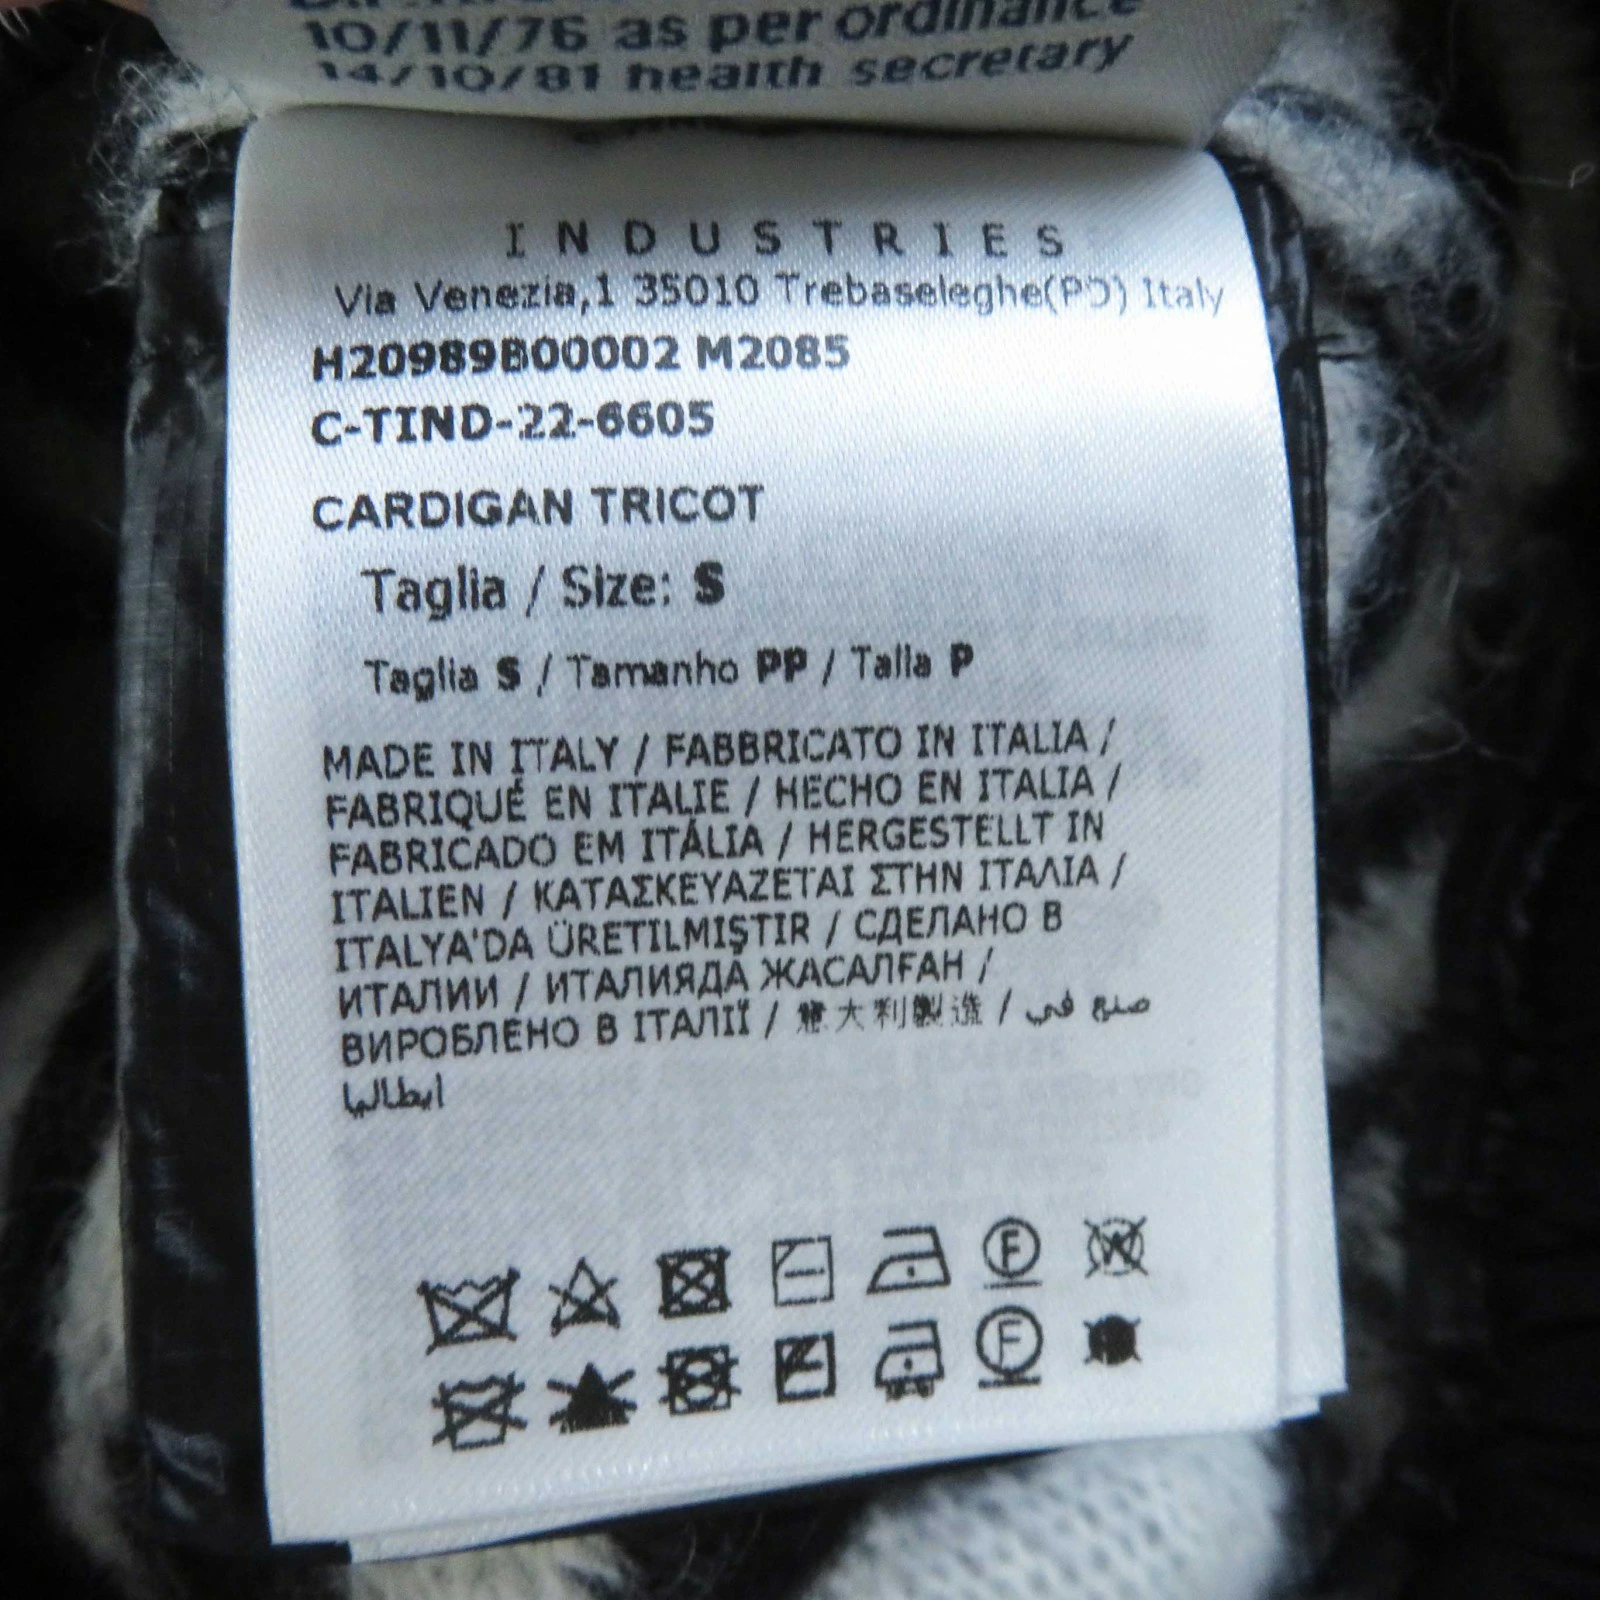 10/11/76 as per ordinance
14/10/81 health secretary
INDUSTRIES
Via Venezia,1 35010 Trebaseleghe(PD) Italy
H20989B00002 M2085
C-TIND-22-6605
CARDIGAN TRICOT
Taglia / Size: S
Taglia S / Tamanho PP / Talla P
MADE IN ITALY / FABBRICATO IN ITALIA /
FABRIQUÉ EN ITALIE / HECHO EN ITALIA /
FABRICADO EM ITÁLIA / HERGESTELLT IN
ITALIEN / ΚΑΤΑΣΚΕΥΑΖΕΤΑΙ ΣΤΗΝ ΙΤΑΛΙΑ /
ITALYA'DA ÜRETILMIŞTIR / СДЕЛАНО В
ИТАЛИИ / ИТАЛИЯДА ЖАСАЛҒАН /
ВИРОБЛЕНО В ІТАЛІЇ / 意大利製造 / صنع في
ايطاليا
F W
F